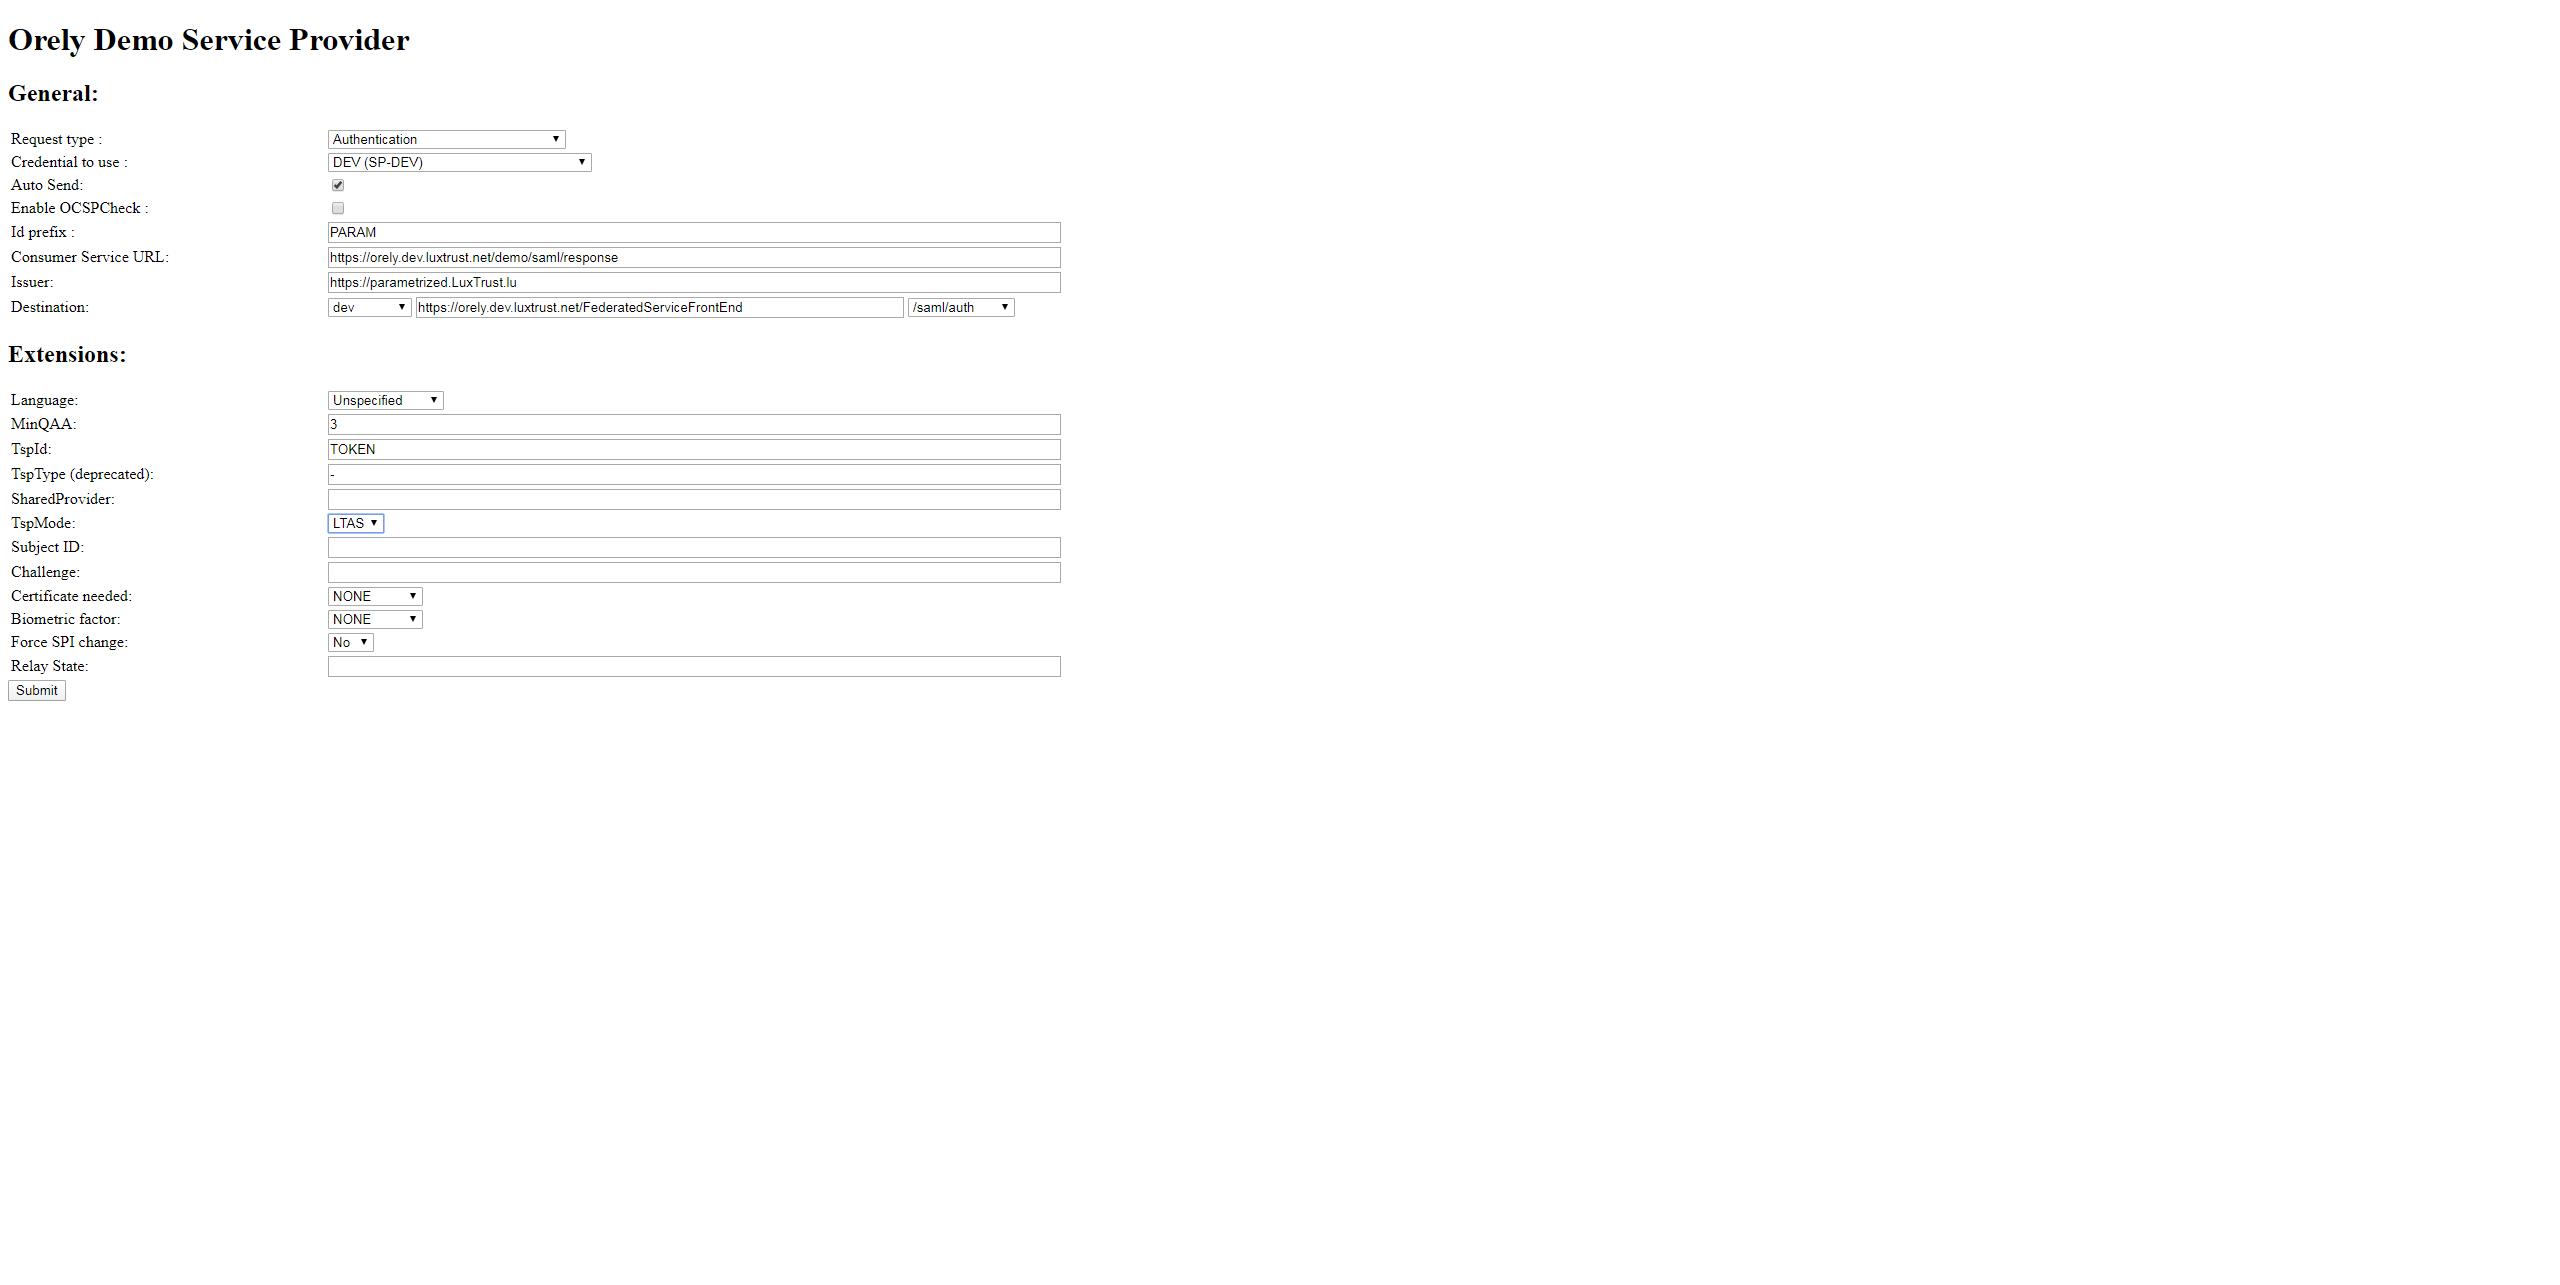 Orely Demo Service Provider
General:
Request type : Authentication
Credential to use : DEV (SP-DEV)
Auto Send:
Enable OCSPCheck :
Id prefix : PARAM
Consumer Service URL: https://orely.dev.luxtrust.net/demo/saml/response
Issuer: https://parametrized.LuxTrust.lu
Destination: dev https://orely.dev.luxtrust.net/FederatedServiceFrontEnd /saml/auth
Extensions:
Language: Unspecified
MinQAA: 3
TspId: TOKEN
TspType (deprecated): -
SharedProvider:
TspMode: LTAS
Subject ID:
Challenge:
Certificate needed: NONE
Biometric factor: NONE
Force SPI change: No
Relay State:
Submit